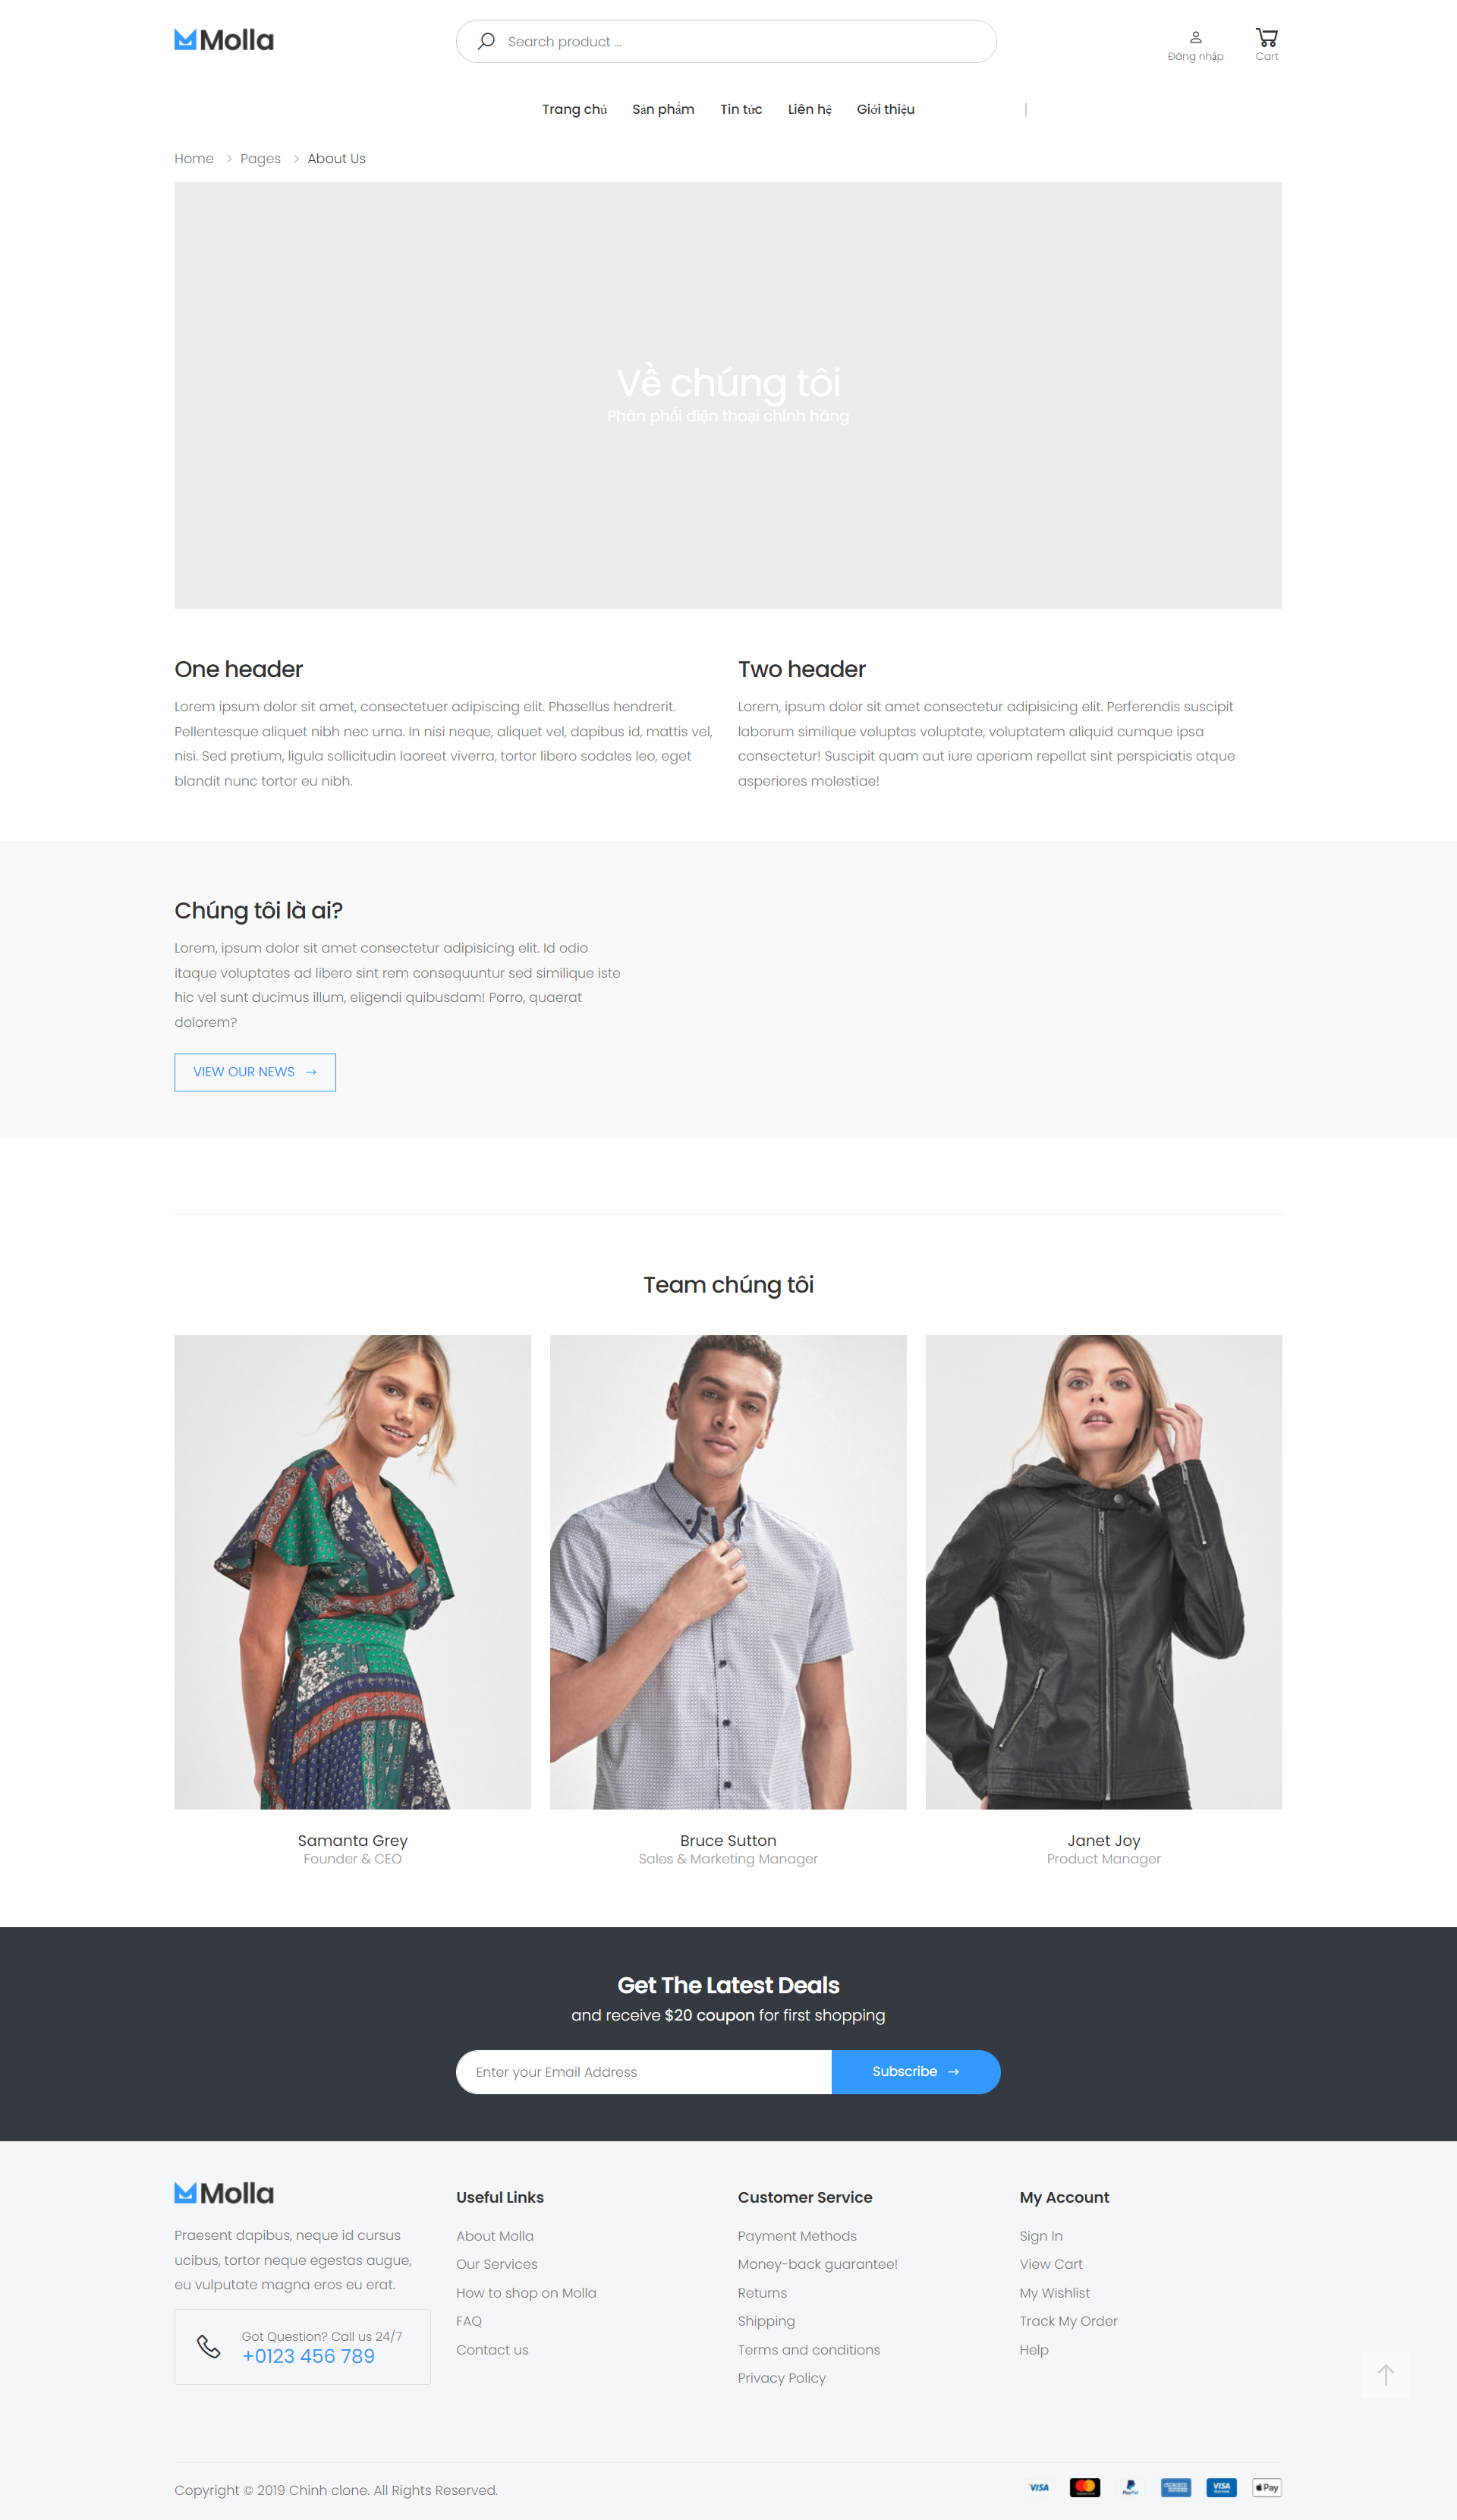 Molla
Search product ...
Đăng nhập
Cart
Trang chủ
Sản phẩm
Tin tức
Liên hệ
Giới thiệu
Home
Pages
About Us
Về chúng tôi
Phân phối điện thoại chính hãng
One header
Lorem ipsum dolor sit amet, consectetuer adipiscing elit. Phasellus hendrerit.
Pellentesque aliquet nibh nec urna. In nisi neque, aliquet vel, dapibus id, mattis vel,
nisi. Sed pretium, ligula sollicitudin laoreet viverra, tortor libero sodales leo, eget
blandit nunc tortor eu nibh.
Two header
Lorem, ipsum dolor sit amet consectetur adipisicing elit. Perferendis suscipit
laborum similique voluptas voluptate, voluptatem aliquid cumque ipsa
consectetur! Suscipit quam aut iure aperiam repellat sint perspiciatis atque
asperiores molestiae!
Chúng tôi là ai?
Lorem, ipsum dolor sit amet consectetur adipisicing elit. Id odio
itaque voluptates ad libero sint rem consequuntur sed similique iste
hic vel sunt ducimus illum, eligendi quibusdam! Porro, quaerat
dolorem?
VIEW OUR NEWS
Team chúng tôi
Samanta Grey
Founder & CEO
Bruce Sutton
Sales & Marketing Manager
Janet Joy
Product Manager
Get The Latest Deals
and receive $20 coupon for first shopping
Enter your Email Address
Subscribe
Molla
Praesent dapibus, neque id cursus
ucibus, tortor neque egestas augue,
eu vulputate magna eros eu erat.
Got Question? Call us 24/7
+0123 456 789
Useful Links
About Molla
Our Services
How to shop on Molla
FAQ
Contact us
Customer Service
Payment Methods
Money-back guarantee!
Returns
Shipping
Terms and conditions
Privacy Policy
My Account
Sign In
View Cart
My Wishlist
Track My Order
Help
Copyright © 2019 Chinh clone. All Rights Reserved.
VISA
PayPal
VISA
Pay